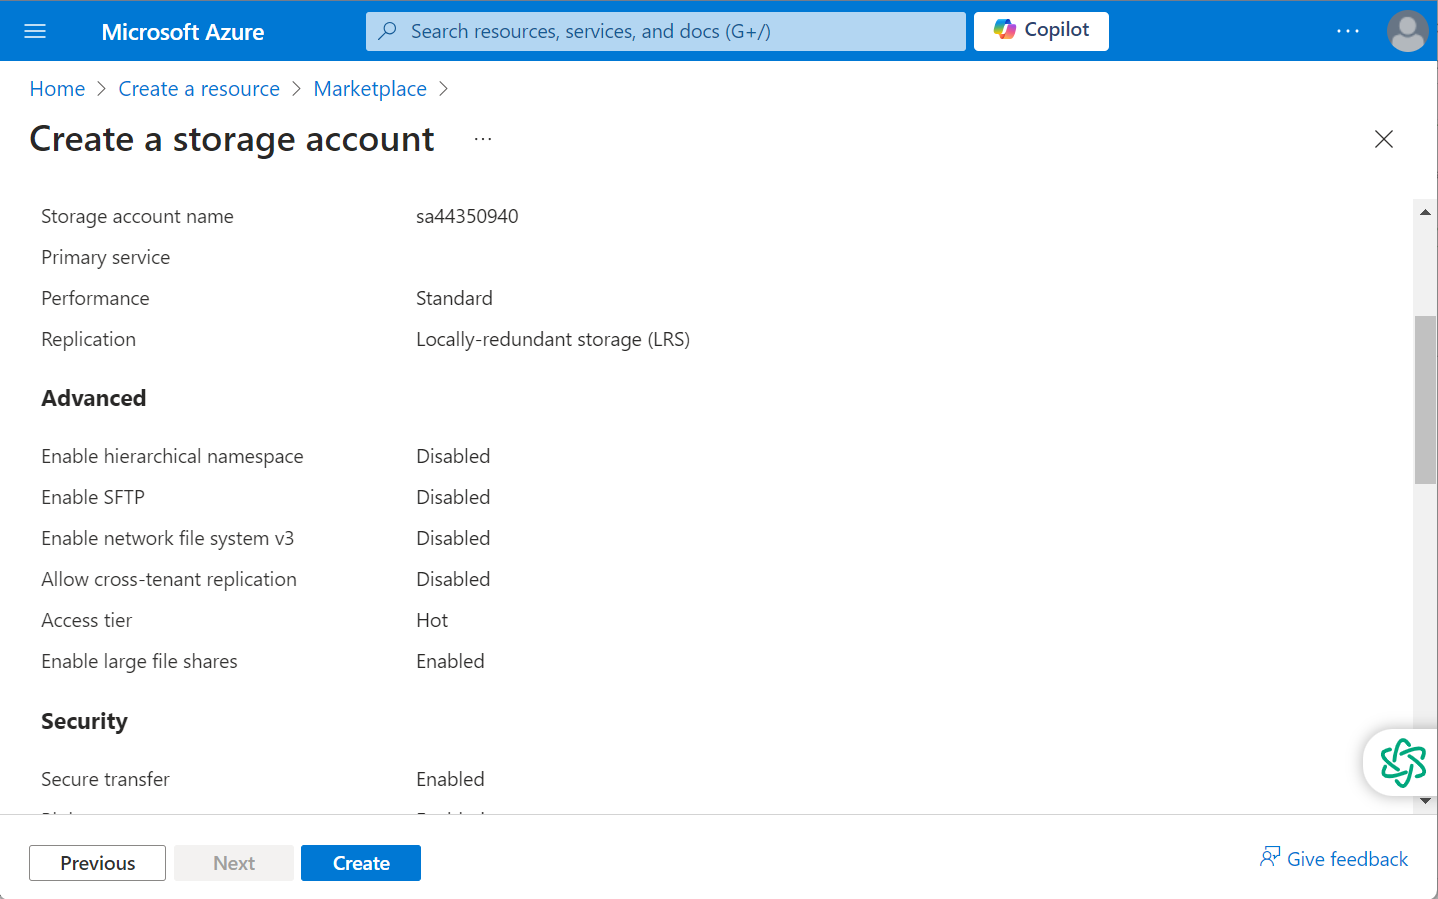 Microsoft Azure
Search resources, services, and docs (G+/)
Copilot
Home > Create a resource > Marketplace >
Create a storage account ...
Storage account name sa44350940
Primary service
Performance Standard
Replication Locally-redundant storage (LRS)
Advanced
Enable hierarchical namespace Disabled
Enable SFTP Disabled
Enable network file system v3 Disabled
Allow cross-tenant replication Disabled
Access tier Hot
Enable large file shares Enabled
Security
Secure transfer Enabled
Previous Next Create
Give feedback